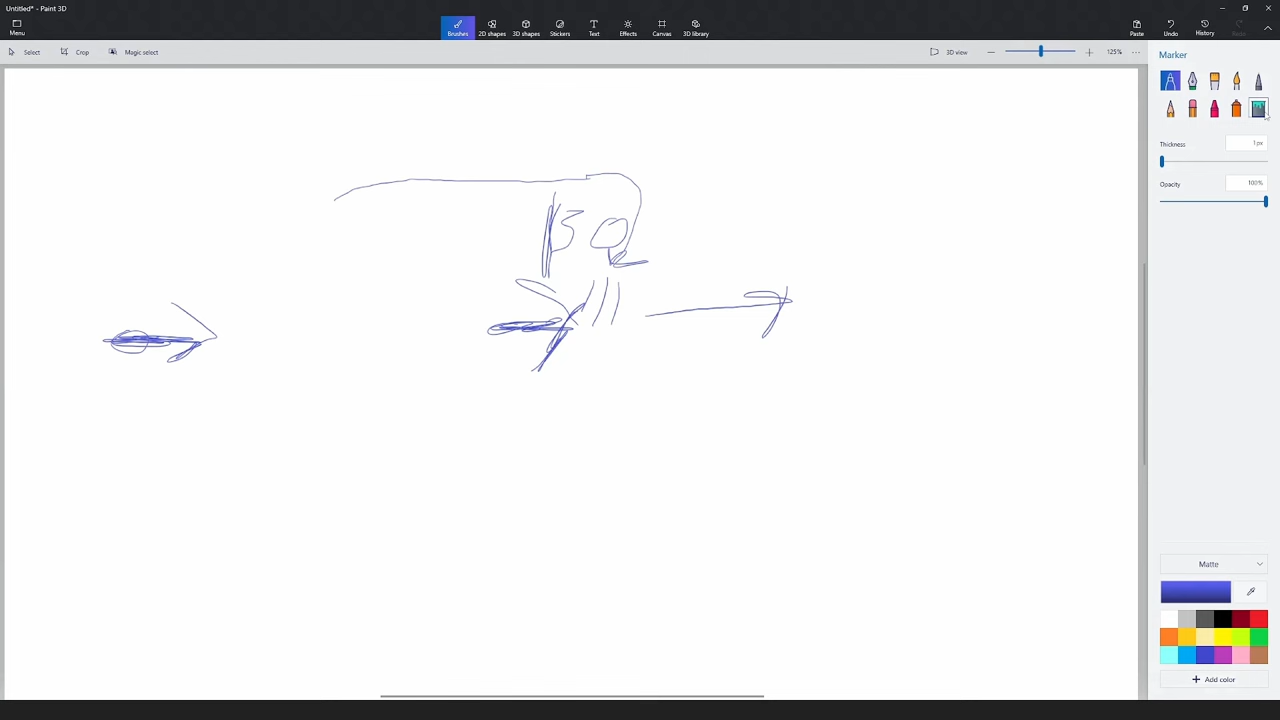 Untitled* - Paint 3D
Menu
Brushes
2D shapes
3D shapes
Stickers
Text
Effects
Canvas
3D library
Paste
Undo
History
Select
Crop
Magic select
3D view
125%
Marker
Thickness
1px
Opacity
100%
130
Matte
Add color